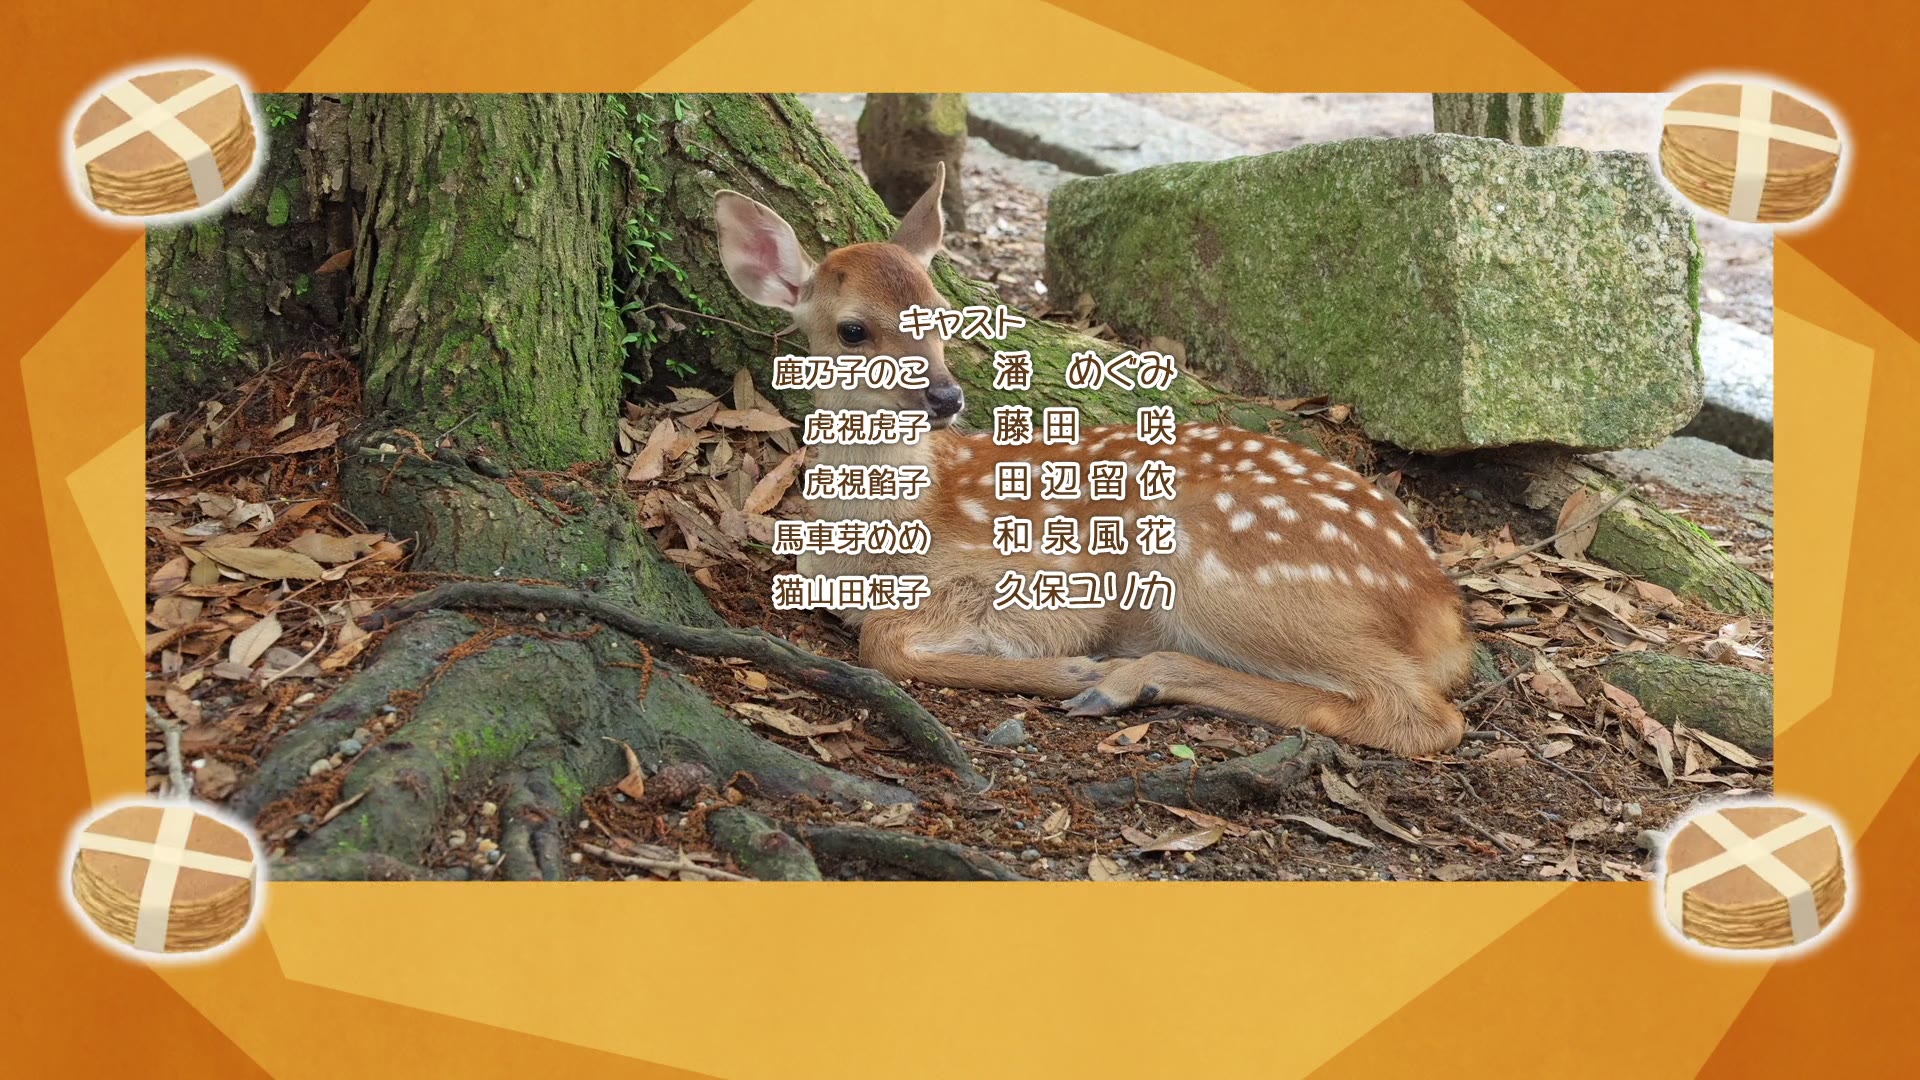 キャスト
鹿乃子のこ 潘 めぐみ
虎視虎子 藤田 咲
虎視餡子 田辺留依
馬車芽めめ 和泉風花
猫山田根子 久保ユリカ